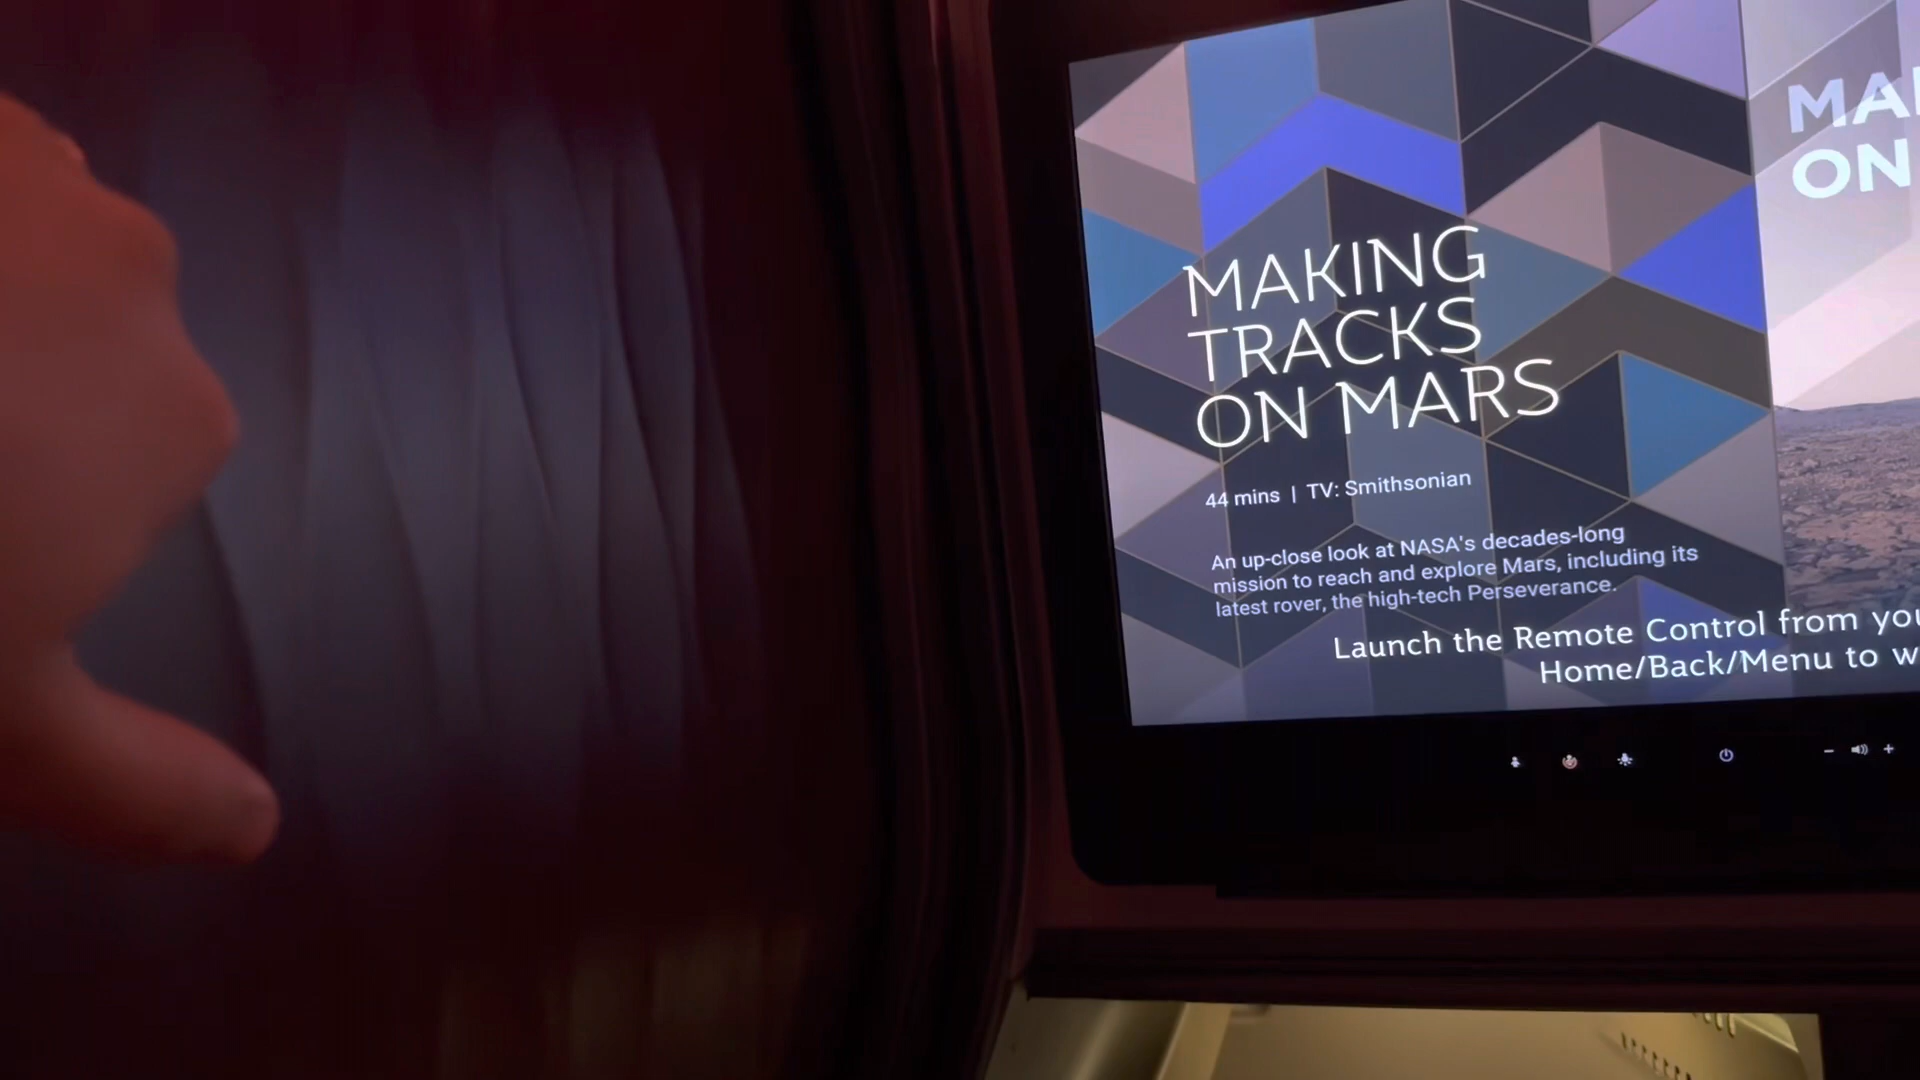 MAKING
TRACKS
ON MARS
44 mins | TV: Smithsonian
An up-close look at NASA's decades-long
mission to reach and explore Mars, including its
latest rover, the high-tech Perseverance.
ON
Launch the Remote Control from
Home/Back/Menu to